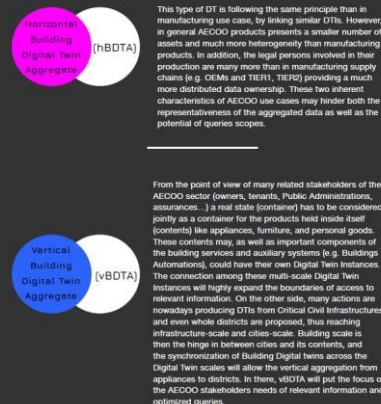 Horizontal
Building
Digital Twin
Aggregate
(hBDTA)
This type of DT is following the same principle than in
manufacturing use case, by linking similar DTIs. However,
in general AECOO products presents a smaller number of
assets and much more heterogeneity than manufacturing
products. In addition, the legal persons involved in their
production are many more than in manufacturing supply
chains (e.g. OEMs and TIER1, TIER2) providing a much
more distributed data ownership. These two inherent
characteristics of AECOO use cases may hinder both the
representativeness of the aggregated data as well as the
potential of queries scopes.
Vertical
Building
Digital Twin
Aggregate
(vBDTA)
From the point of view of many related stakeholders of the
AECOO sector (owners, tenants, Public Administrations,
assurances...) a real state (container) has to be considered
jointly as a container for the products held inside itself
(contents) like appliances, furniture, and personal goods.
These contents may, as well as important components of
the building services and auxiliary systems (e.g. Buildings
Automations), could have their own Digital Twin Instances.
The connection among these multi-scale Digital Twin
Instances will highly expand the boundaries of access to
relevant information. On the other side, many actions are
nowadays producing DTIs from Critical Civil Infrastructures
and even whole districts are proposed, thus reaching
infrastructure-scale and cities-scale. Building scale is
then the hinge in between cities and its contents, and
the synchronization of Building Digital twins across the
Digital Twin scales will allow the vertical aggregation from
appliances to districts. In there, vBDTA will put the focus on
the AECOO stakeholders needs of relevant information and
optimized queries.